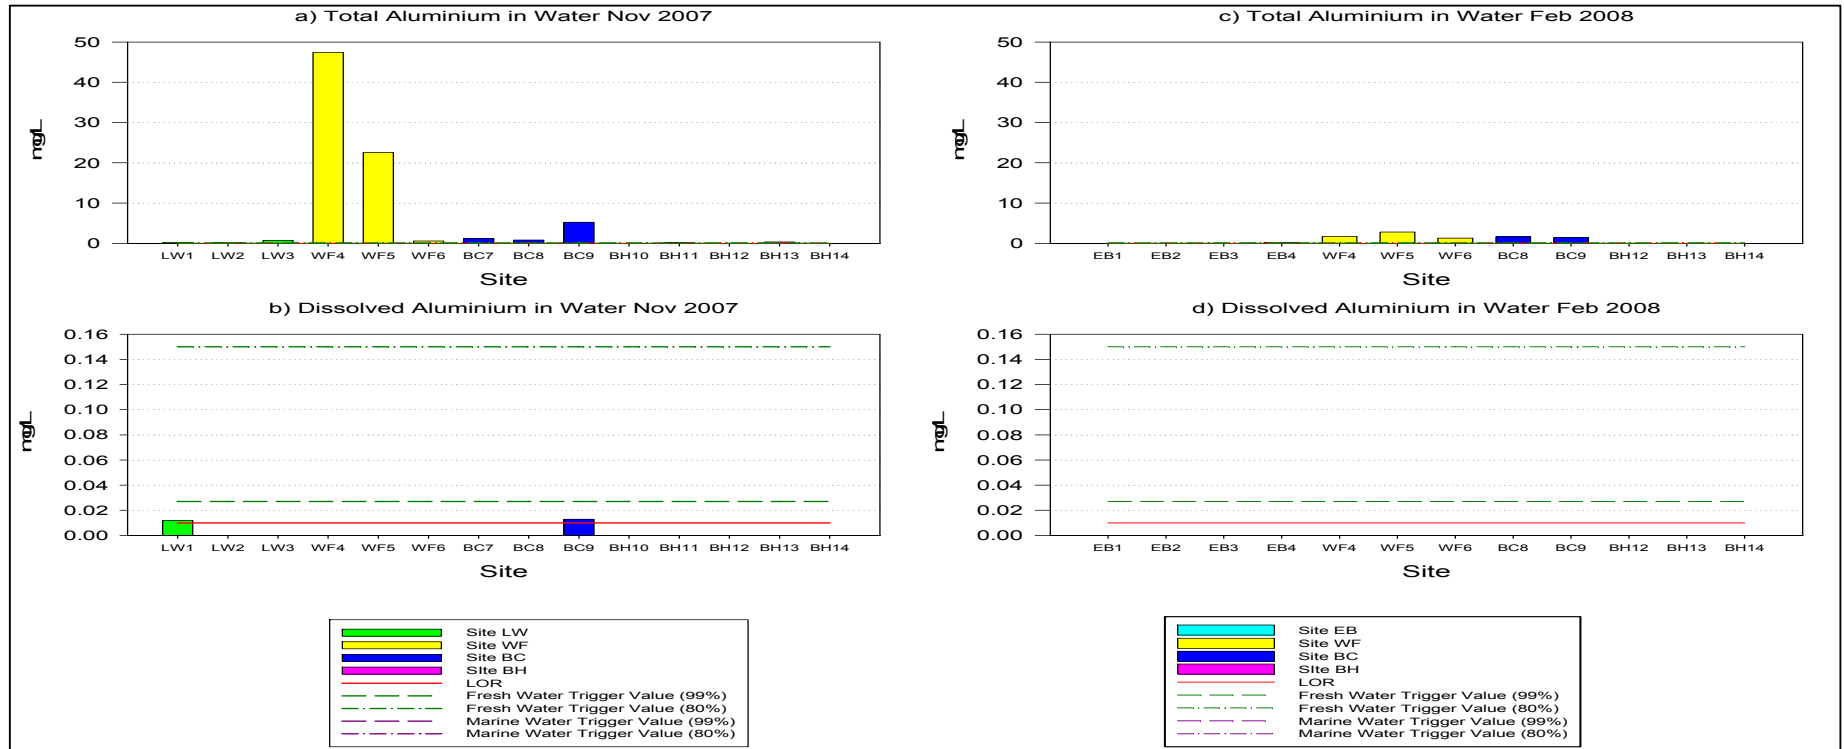 a) Total Aluminium in Water Nov 2007
50
40
30
20
10
0
mg/L
LW1 LW2 LW3 WF4 WF5 WF6 BC7 BC8 BC9 BH10 BH11 BH12 BH13 BH14
Site
b) Dissolved Aluminium in Water Nov 2007
0.16
0.14
0.12
0.10
0.08
0.06
0.04
0.02
0.00
mg/L
LW1 LW2 LW3 WF4 WF5 WF6 BC7 BC8 BC9 BH10 BH11 BH12 BH13 BH14
Site
Site LW
Site WF
Site BC
SIte BH
LOR
Fresh Water Trigger Value (99%)
Fresh Water Trigger Value (80%)
Marine Water Trigger Value (99%)
Marine Water Trigger Value (80%)
c) Total Aluminium in Water Feb 2008
50
40
30
20
10
0
mg/L
EB1 EB2 EB3 EB4 WF4 WF5 WF6 BC8 BC9 BH12 BH13 BH14
Site
d) Dissolved Aluminium in Water Feb 2008
0.16
0.14
0.12
0.10
0.08
0.06
0.04
0.02
0.00
mg/L
EB1 EB2 EB3 EB4 WF4 WF5 WF6 BC8 BC9 BH12 BH13 BH14
Site
Site EB
Site WF
Site BC
SIte BH
LOR
Fresh Water Trigger Value (99%)
Fresh Water Trigger Value (80%)
Marine Water Trigger Value (99%)
Marine Water Trigger Value (80%)